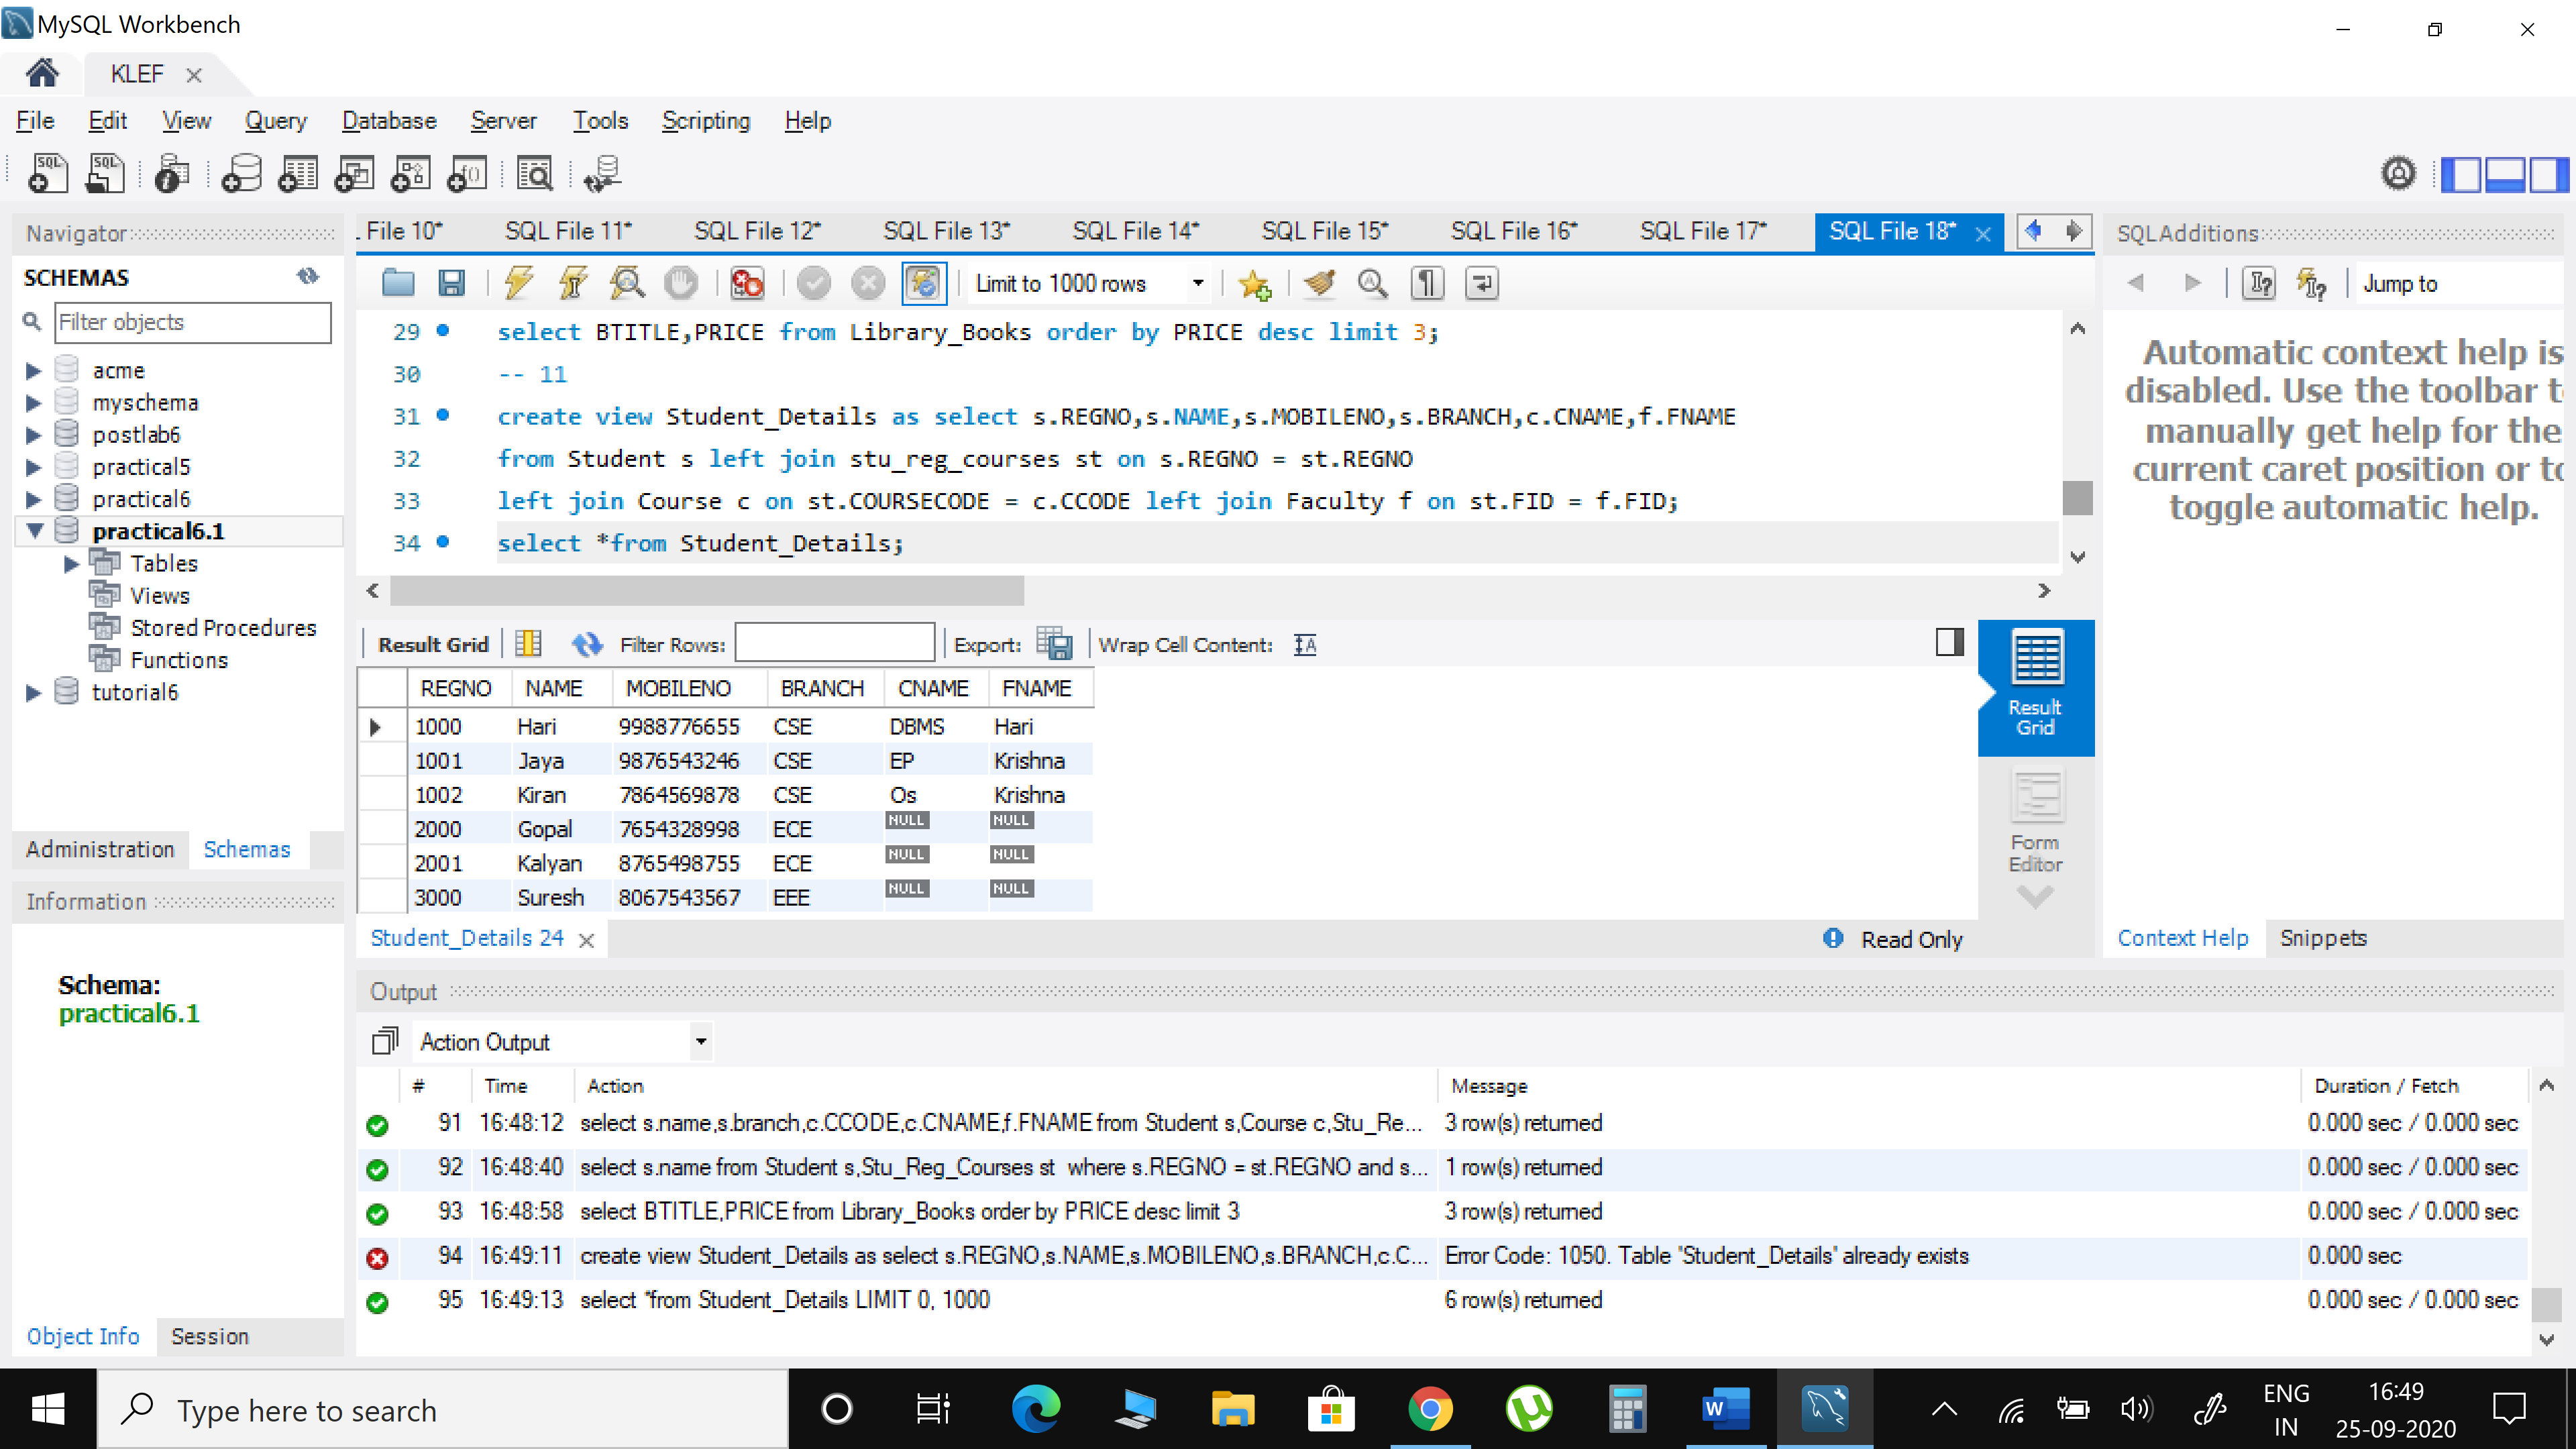 MySQL Workbench
KLEF
File Edit View Query Database Server Tools Scripting Help
Navigator
SCHEMAS
Filter objects
acme
myschema
postlab6
practical5
practical6
practical6.1
Tables
Views
Stored Procedures
Functions
tutorial6
Administration Schemas
Information
Schema:
practical6.1
Object Info Session
File 10* SQL File 11* SQL File 12* SQL File 13* SQL File 14* SQL File 15* SQL File 16* SQL File 17* SQL File 18*
Limit to 1000 rows
29 select BTITLE,PRICE from Library_Books order by PRICE desc limit 3;
30 -- 11
31 create view Student_Details as select s.REGNO,s.NAME,s.MOBILENO,s.BRANCH,c.CNAME,f.FNAME
32 from Student s left join stu_reg_courses st on s.REGNO = st.REGNO
33 left join Course c on st.COURSECODE = c.CCODE left join Faculty f on st.FID = f.FID;
34 select *from Student_Details;
Result Grid Filter Rows: Export: Wrap Cell Content:
REGNO NAME MOBILENO BRANCH CNAME FNAME
1000 Hari 9988776655 CSE DBMS Hari
1001 Jaya 9876543246 CSE EP Krishna
1002 Kiran 7864569878 CSE Os Krishna
2000 Gopal 7654328998 ECE NULL NULL
2001 Kalyan 8765498755 ECE NULL NULL
3000 Suresh 8067543567 EEE NULL NULL
Result
Grid
Form
Editor
Student_Details 24
Read Only
SQLAdditions
Jump to
Automatic context help is
disabled. Use the toolbar t
manually get help for the
current caret position or to
toggle automatic help.
Context Help Snippets
Output
Action Output
# Time Action Message Duration / Fetch
91 16:48:12 select s.name,s.branch,c.CCODE,c.CNAME,f.FNAME from Student s,Course c,Stu_Re... 3 row(s) returned 0.000 sec / 0.000 sec
92 16:48:40 select s.name from Student s,Stu_Reg_Courses st where s.REGNO = st.REGNO and s... 1 row(s) returned 0.000 sec / 0.000 sec
93 16:48:58 select BTITLE,PRICE from Library_Books order by PRICE desc limit 3 3 row(s) returned 0.000 sec / 0.000 sec
94 16:49:11 create view Student_Details as select s.REGNO,s.NAME,s.MOBILENO,s.BRANCH,c.C... Error Code: 1050. Table 'Student_Details' already exists 0.000 sec
95 16:49:13 select *from Student_Details LIMIT 0, 1000 6 row(s) returned 0.000 sec / 0.000 sec
Type here to search
ENG
IN
16:49
25-09-2020